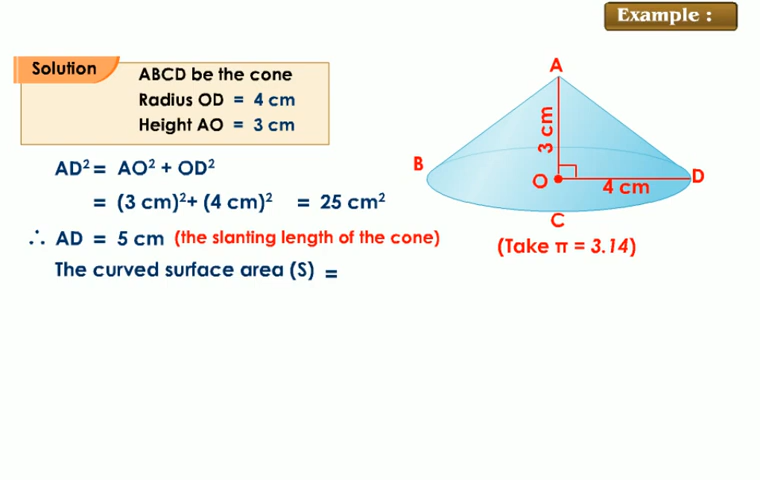 Example :
Solution
ABCD be the cone
Radius OD = 4 cm
Height AO = 3 cm
AD² = AO² + OD²
= (3 cm)²+ (4 cm)² = 25 cm²
∴ AD = 5 cm (the slanting length of the cone)
The curved surface area (S) =
A
3 cm
B
O
4 cm
D
C
(Take π = 3.14)